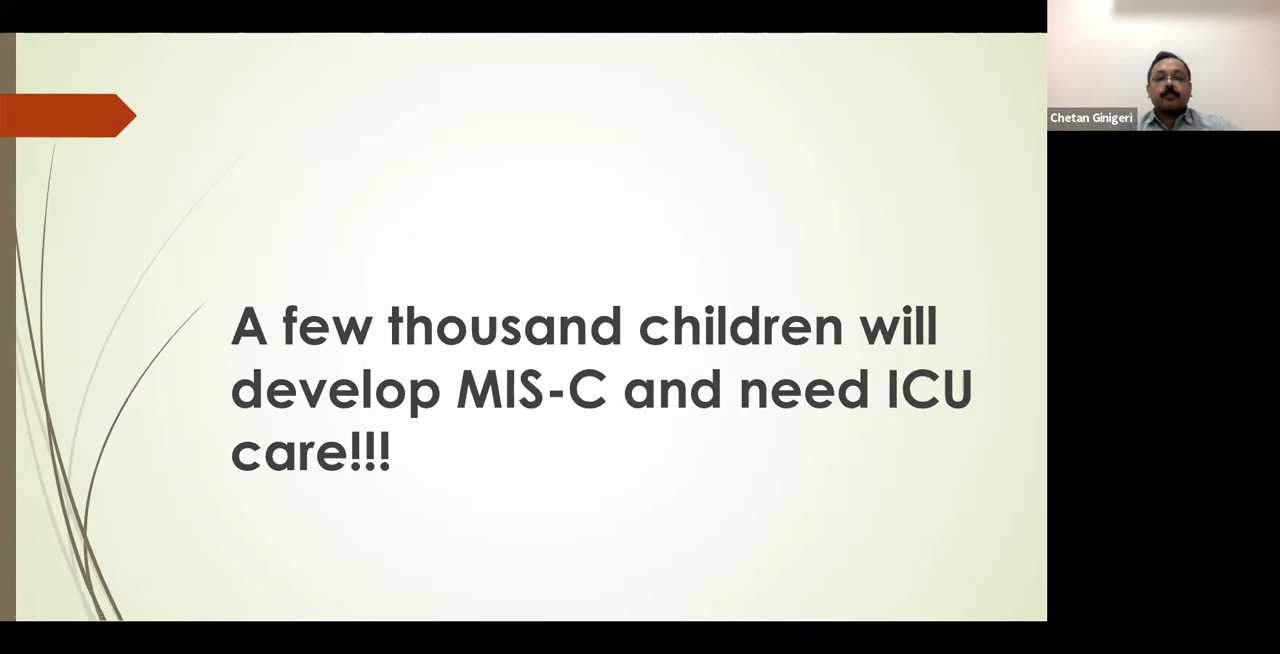 A few thousand children will
develop MIS-C and need ICU
care!!!
Chetan Ginigeri